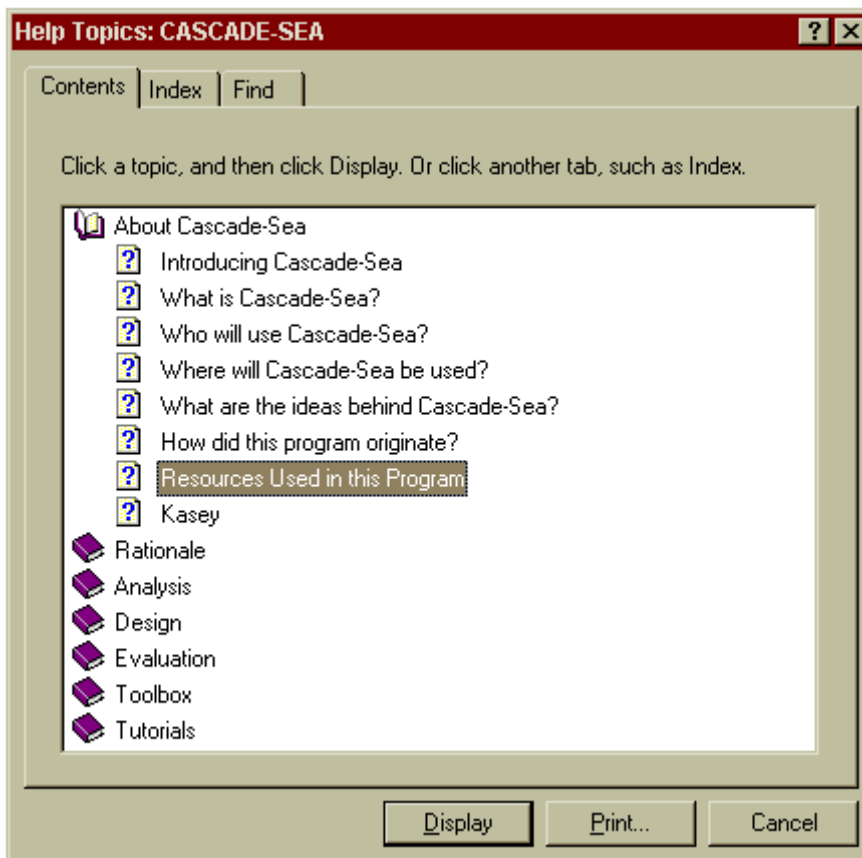 Help Topics: CASCADE-SEA
Contents Index Find
Click a topic, and then click Display. Or click another tab, such as Index.
About Cascade-Sea
Introducing Cascade-Sea
What is Cascade-Sea?
Who will use Cascade-Sea?
Where will Cascade-Sea be used?
What are the ideas behind Cascade-Sea?
How did this program originate?
Resources Used in this Program
Kasey
Rationale
Analysis
Design
Evaluation
Toolbox
Tutorials
Display Print... Cancel